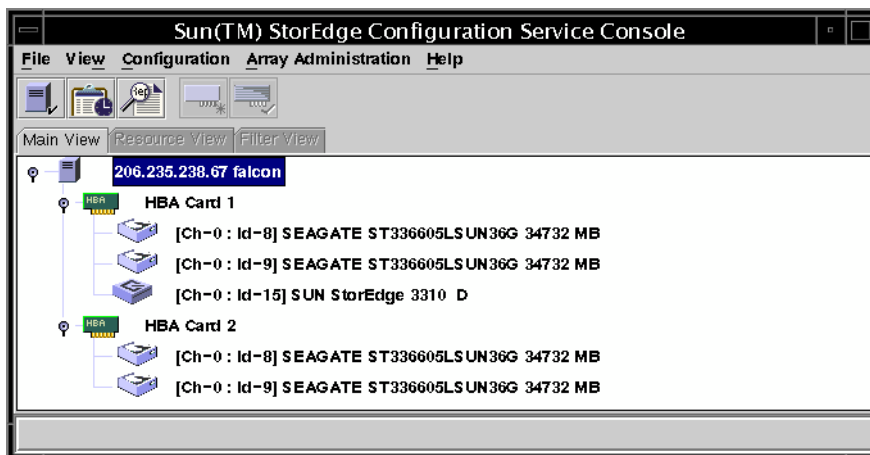 Sun(TM) StorEdge Configuration Service Console
File View Configuration Array Administration Help
Rep
Main View Resource View Filter View
206.235.238.67 falcon
HBA HBA Card 1
[Ch-0 : Id-8] SEAGATE ST336605LSUN36G 34732 MB
[Ch-0 : Id-9] SEAGATE ST336605LSUN36G 34732 MB
[Ch-0 : Id-15] SUN StorEdge 3310 D
HBA HBA Card 2
[Ch-0 : Id-8] SEAGATE ST336605LSUN36G 34732 MB
[Ch-0 : Id-9] SEAGATE ST336605LSUN36G 34732 MB